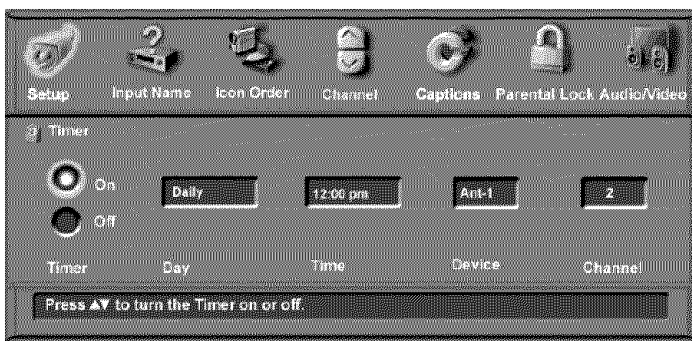 Setup Input Name Icon Order Channel Captions Parental Lock Audio/Video
Timer
On
Daily 12:00 pm Ant-1 2
Off
Timer Day Time Device Channel
Press ▲▼ to turn the Timer on or off.